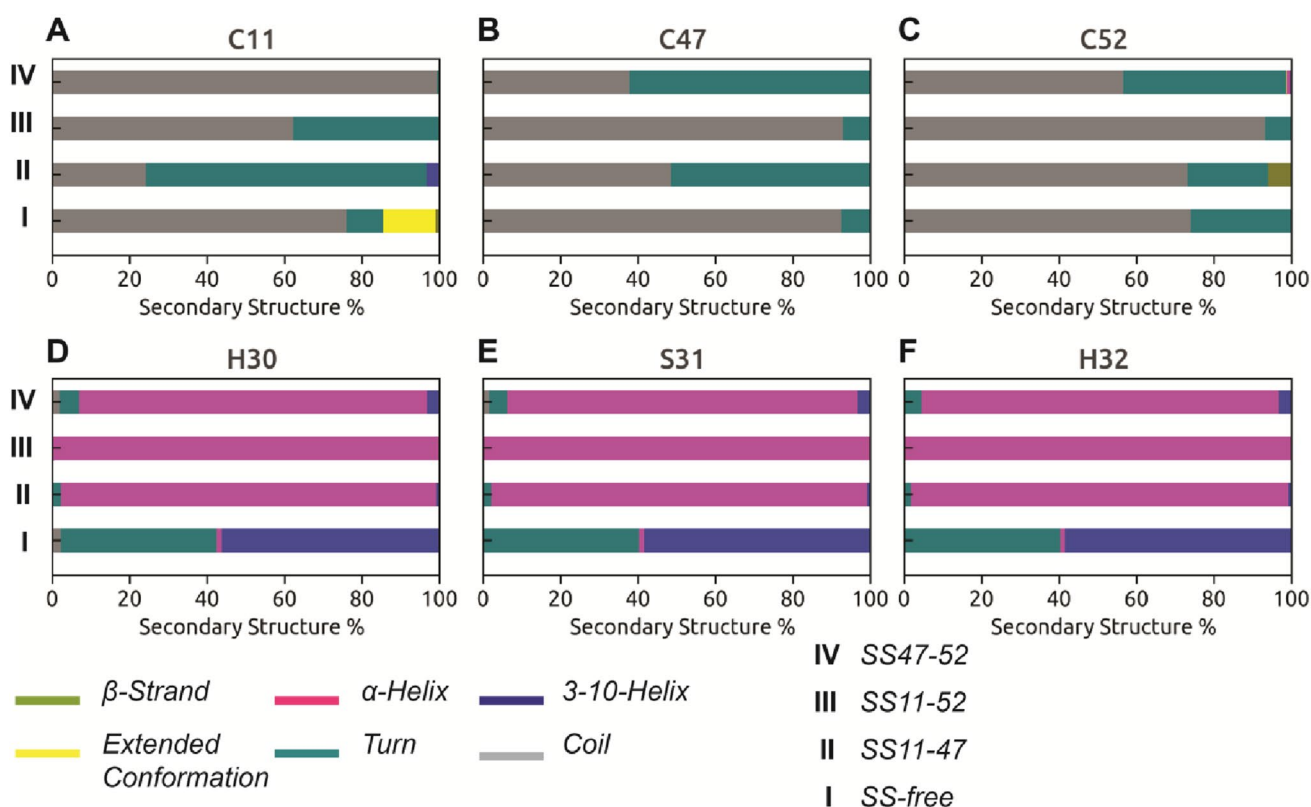 A C11
B C47
C C52
IV
III
II
I
0 20 40 60 80 100
0 20 40 60 80 100
0 20 40 60 80 100
Secondary Structure %
Secondary Structure %
Secondary Structure %
D H30
E S31
F H32
IV
III
II
I
0 20 40 60 80 100
0 20 40 60 80 100
0 20 40 60 80 100
Secondary Structure %
Secondary Structure %
Secondary Structure %
β-Strand
α-Helix
3-10-Helix
Extended
Conformation
Turn
Coil
IV SS47-52
III SS11-52
II SS11-47
I SS-free